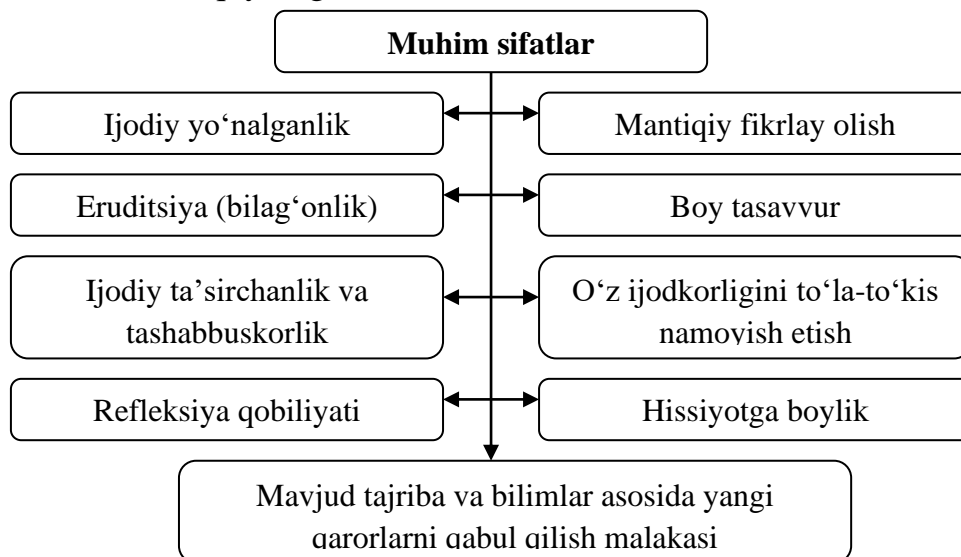 Muhim sifatlar
Ijodiy yo‘nalganlik
Mantiqiy fikrlay olish
Eruditsiya (bilag‘onlik)
Boy tasavvur
Ijodiy ta’sirchanlik va
tashabbuskorlik
O‘z ijodkorligini to‘la-to‘kis
namoyish etish
Refleksiya qobiliyati
Hissiyotga boylik
Mavjud tajriba va bilimlar asosida yangi
qarorlarni qabul qilish malakasi